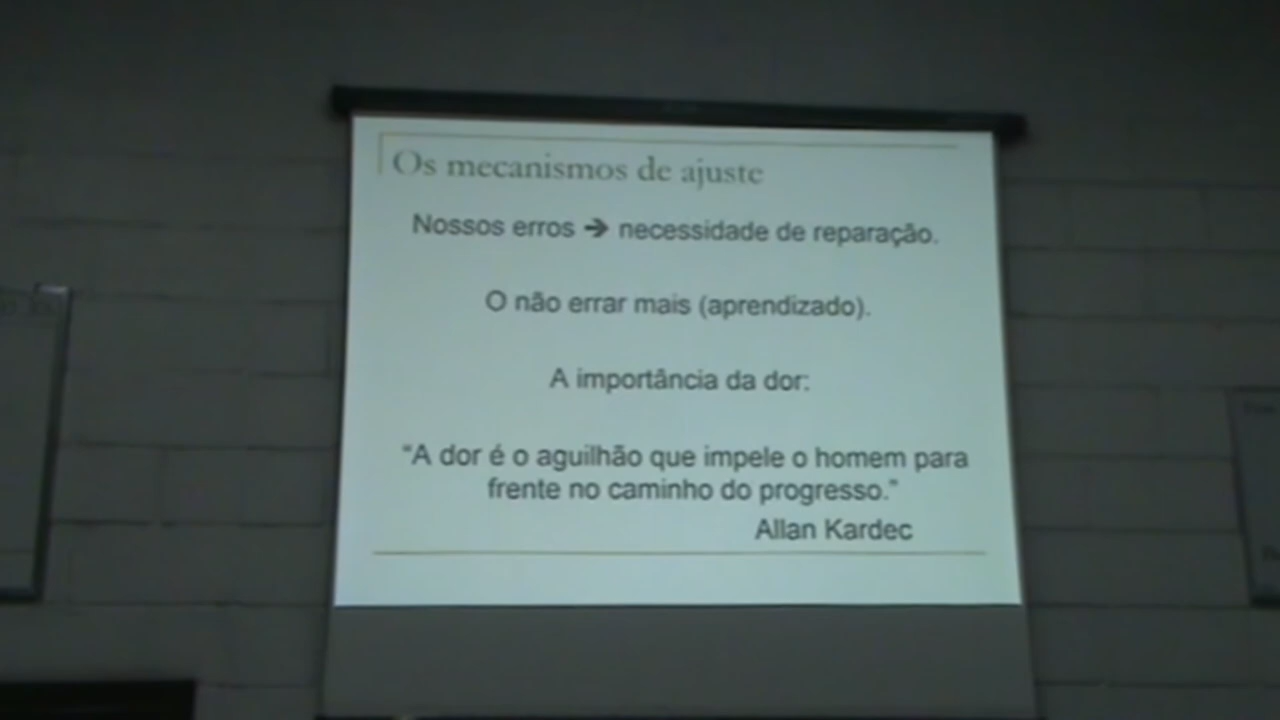 Os mecanismos de ajuste
Nossos erros ➔ necessidade de reparação.
O não errar mais (aprendizado).
A importância da dor:
“A dor é o aguilhão que impele o homem para
frente no caminho do progresso.”
Allan Kardec